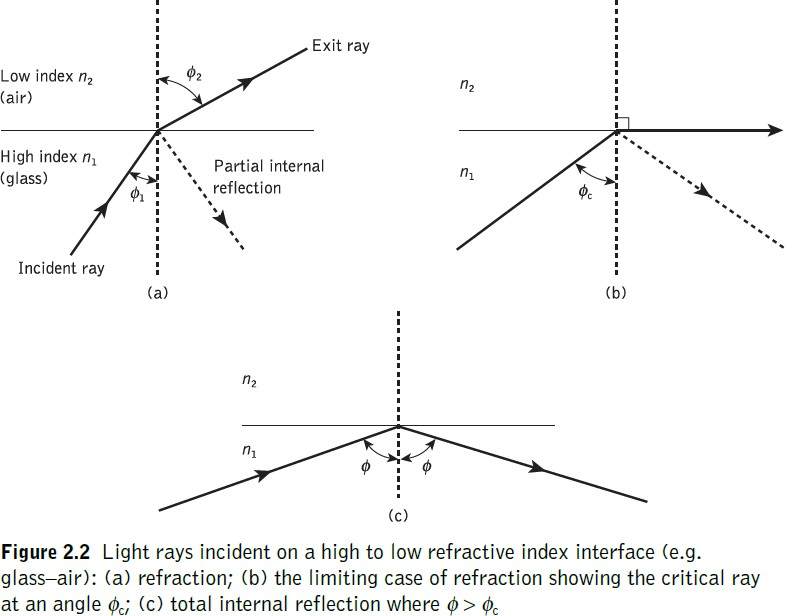 Exit ray
ϕ₂
Low index n₂
(air)
High index n₁
(glass)
Partial internal
reflection
ϕ₁
Incident ray
(a)
n₂
n₁
ϕc
(b)
n₂
n₁
ϕ ϕ
(c)
Figure 2.2 Light rays incident on a high to low refractive index interface (e.g.
glass–air): (a) refraction; (b) the limiting case of refraction showing the critical ray
at an angle ϕc; (c) total internal reflection where ϕ > ϕc